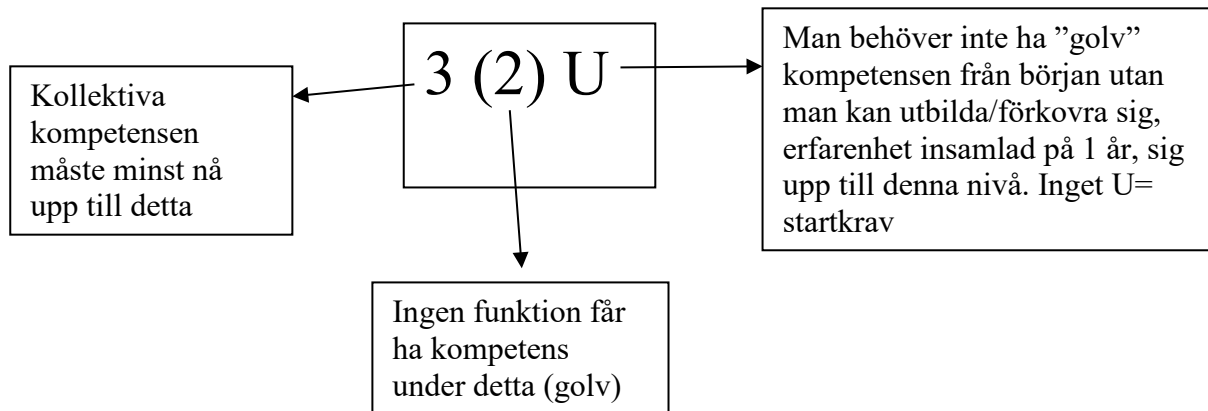 Kollektiva
kompetensen
måste minst nå
upp till detta
3 (2) U
Man behöver inte ha ”golv”
kompetensen från början utan
man kan utbilda/förkovra sig,
erfarenhet insamlad på 1 år, sig
upp till denna nivå. Inget U=
startkrav
Ingen funktion får
ha kompetens
under detta (golv)